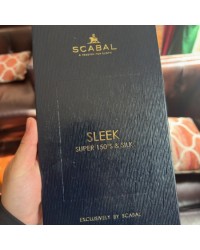 SCABAL
SLEEK
SUPER 150'S & SILK
EXCLUSIVELY BY SCABAL